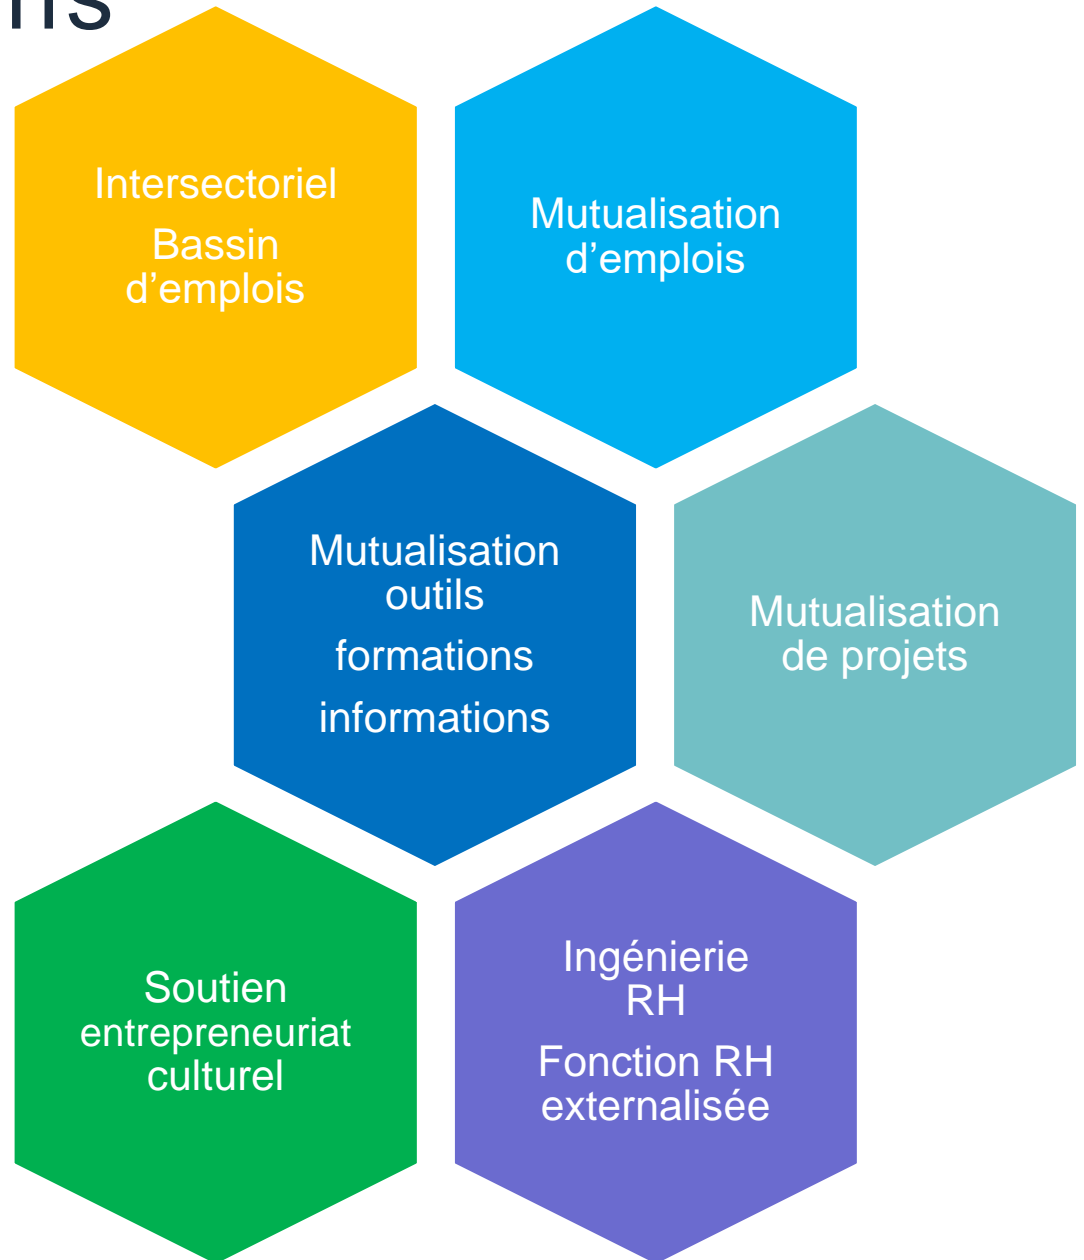 Intersectoriel
Bassin
d’emplois
Mutualisation
d’emplois
Mutualisation
outils
formations
informations
Mutualisation
de projets
Soutien
entrepreneuriat
culturel
Ingénierie
RH
Fonction RH
externalisée